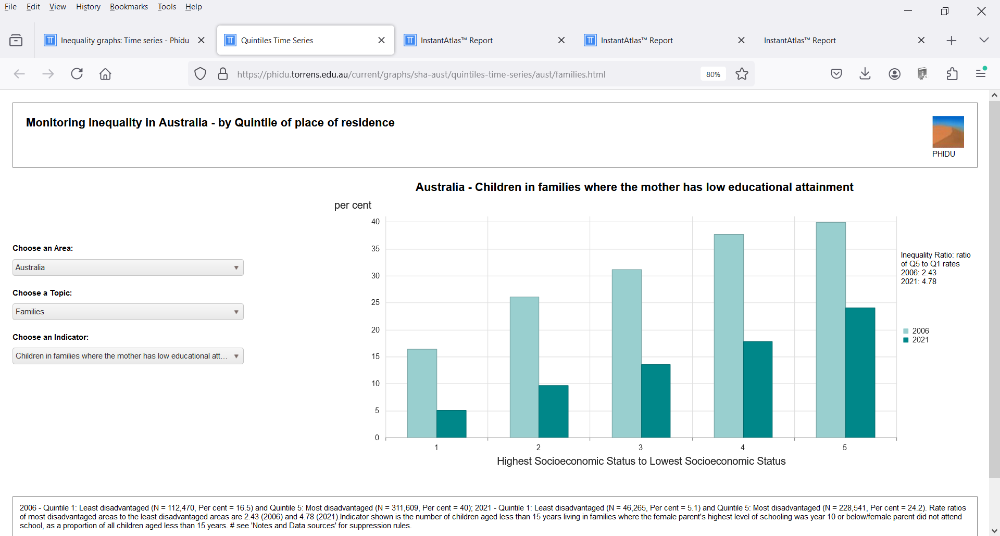 File Edit View History Bookmarks Tools Help
Inequality graphs: Time series - Phidu
Quintiles Time Series
InstantAtlas™ Report
InstantAtlas™ Report
InstantAtlas™ Report
https://phidu.torrens.edu.au/current/graphs/sha-aust/quintiles-time-series/aust/families.html
80%
Monitoring Inequality in Australia - by Quintile of place of residence
PHIDU
Choose an Area:
Australia
Choose a Topic:
Families
Choose an Indicator:
Children in families where the mother has low educational att...
Australia - Children in families where the mother has low educational attainment
per cent
40
35
30
25
20
15
10
5
0
1 2 3 4 5
Highest Socioeconomic Status to Lowest Socioeconomic Status
Inequality Ratio: ratio
of Q5 to Q1 rates
2006: 2.43
2021: 4.78
2006
2021
2006 - Quintile 1: Least disadvantaged (N = 112,470, Per cent = 16.5) and Quintile 5: Most disadvantaged (N = 311,609, Per cent = 40); 2021 - Quintile 1: Least disadvantaged (N = 46,265, Per cent = 5.1) and Quintile 5: Most disadvantaged (N = 228,541, Per cent = 24.2). Rate ratios
of most disadvantaged areas to the least disadvantaged areas are 2.43 (2006) and 4.78 (2021).Indicator shown is the number of children aged less than 15 years living in families where the female parent's highest level of schooling was year 10 or below/female parent did not attend
school, as a proportion of all children aged less than 15 years. # see 'Notes and Data sources' for suppression rules.